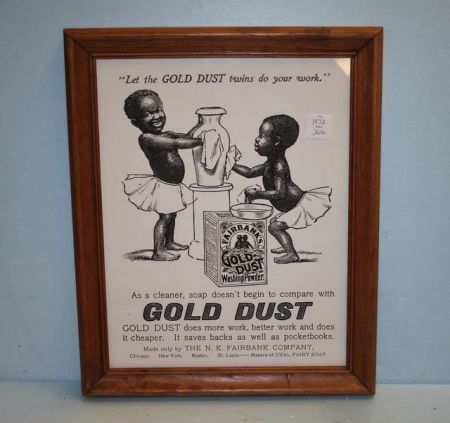 "Let the GOLD DUST twins do your work."
1972
202
FAIRBANK'S
GOLD DUST
Washing Powder.
As a cleaner, soap doesn't begin to compare with
GOLD DUST
GOLD DUST does more work, better work and does
it cheaper. It saves backs as well as pocketbooks.
Made only by THE N. K. FAIRBANK COMPANY,
Chicago, New York, Boston, St. Louis,—Makers of OVAL FAIRY SOAP.